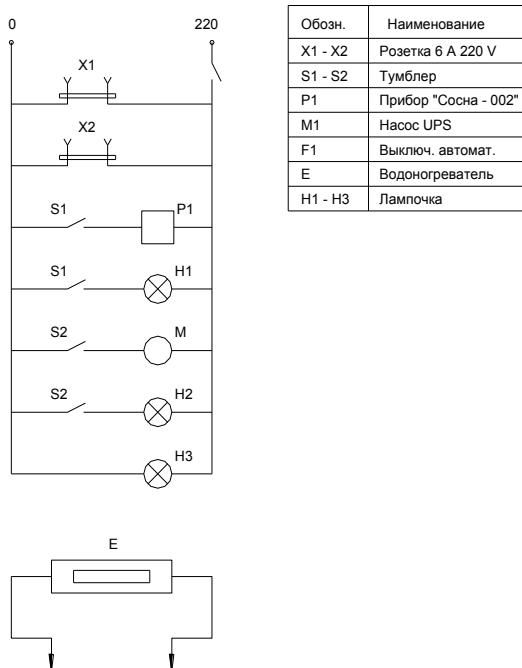 0 220
X1
X2
S1 P1
S1 H1
S2 M
S2 H2
H3
E
Обозн. Наименование
X1 - X2 Розетка 6 А 220 V
S1 - S2 Тумблер
P1 Прибор "Сосна - 002"
M1 Насос UPS
F1 Выключ. автомат.
E Водоногреватель
H1 - H3 Лампочка